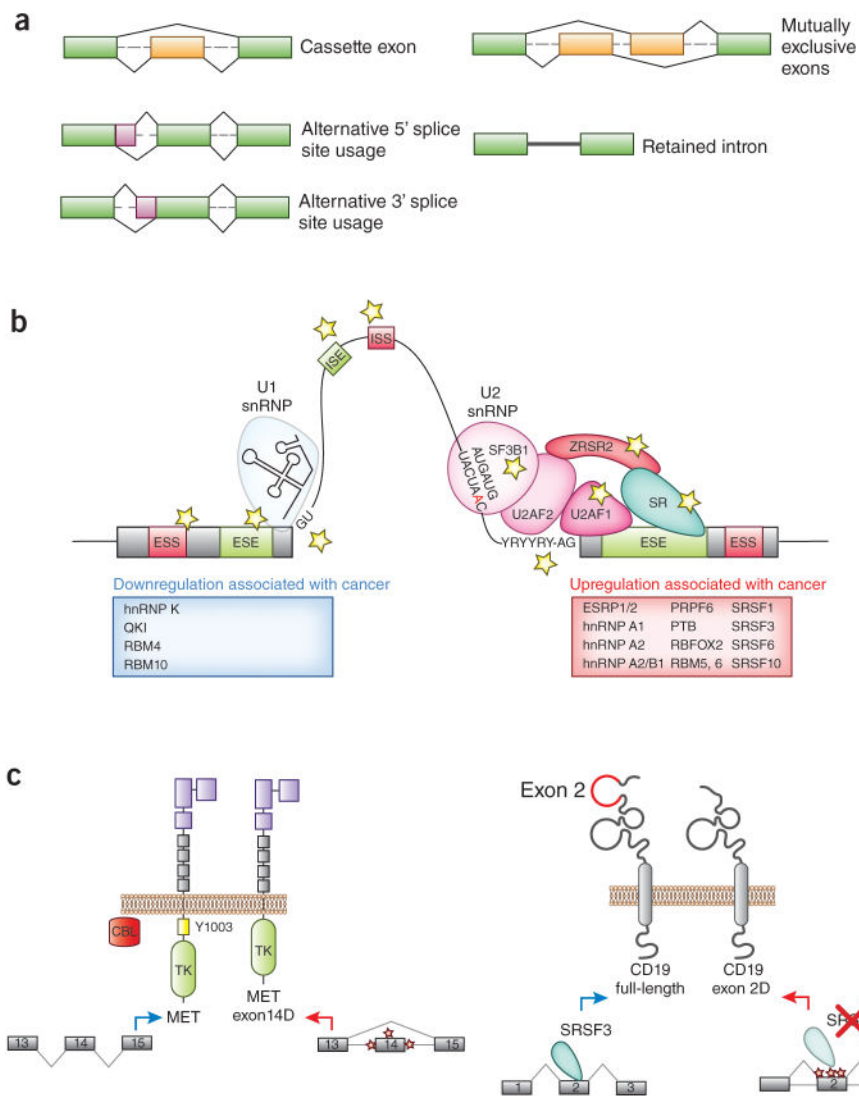 a
Cassette exon
Mutually
exclusive
exons
Alternative 5' splice
site usage
Retained intron
Alternative 3' splice
site usage
b
ISE
ISS
U1
snRNP
U2
snRNP
SF3B1
AUGAUG
UACUAAC
ZRSR2
U2AF2
U2AF1
SR
GU
YRYYRY-AG
ESS
ESE
ESE
ESS
Downregulation associated with cancer
hnRNP K
QKI
RBM4
RBM10
Upregulation associated with cancer
ESRP1/2 PRPF6 SRSF1
hnRNP A1 PTB SRSF3
hnRNP A2 RBFOX2 SRSF6
hnRNP A2/B1 RBM5, 6 SRSF10
c
Exon 2
CBL
Y1003
TK
TK
MET
MET
exon14D
13
14
15
13
14
15
CD19
full-length
CD19
exon 2D
SRSF3
1
2
3
2